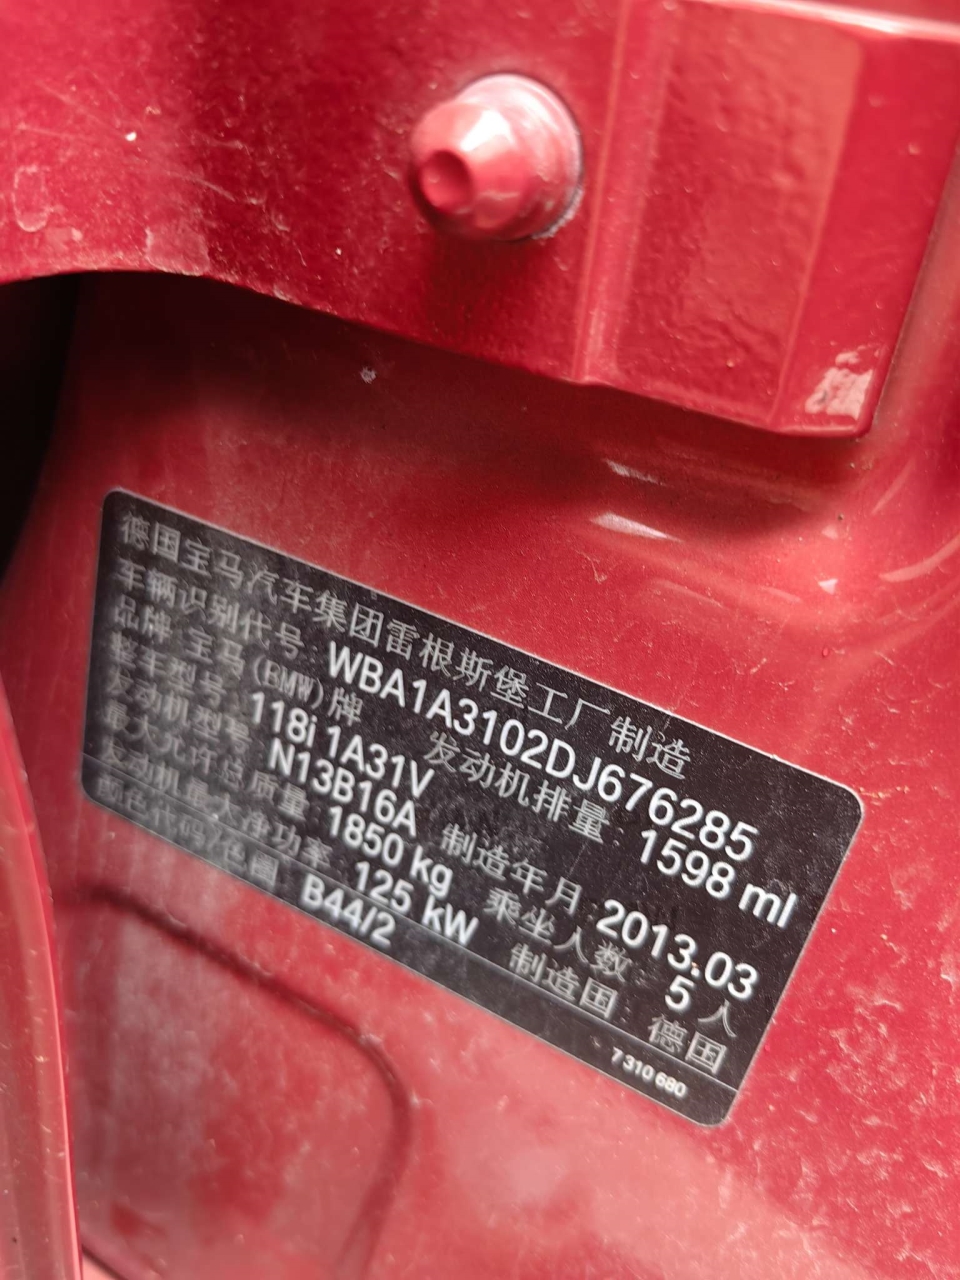 德国宝马汽车集团雷根斯堡工厂制造
车辆识别代号 WBA1A3102DJ676285
品牌:宝马(BMW)牌 发动机排量:1598 ml
整车型号:118i 1A31V
发动机型号:N13B16A 制造年月:2013.03
最大允许总质量:1850 kg 乘坐人数:5 人
发动机最大净功率:125 kW 制造国:德国
颜色代码/色圈:B44/2
7 310 680